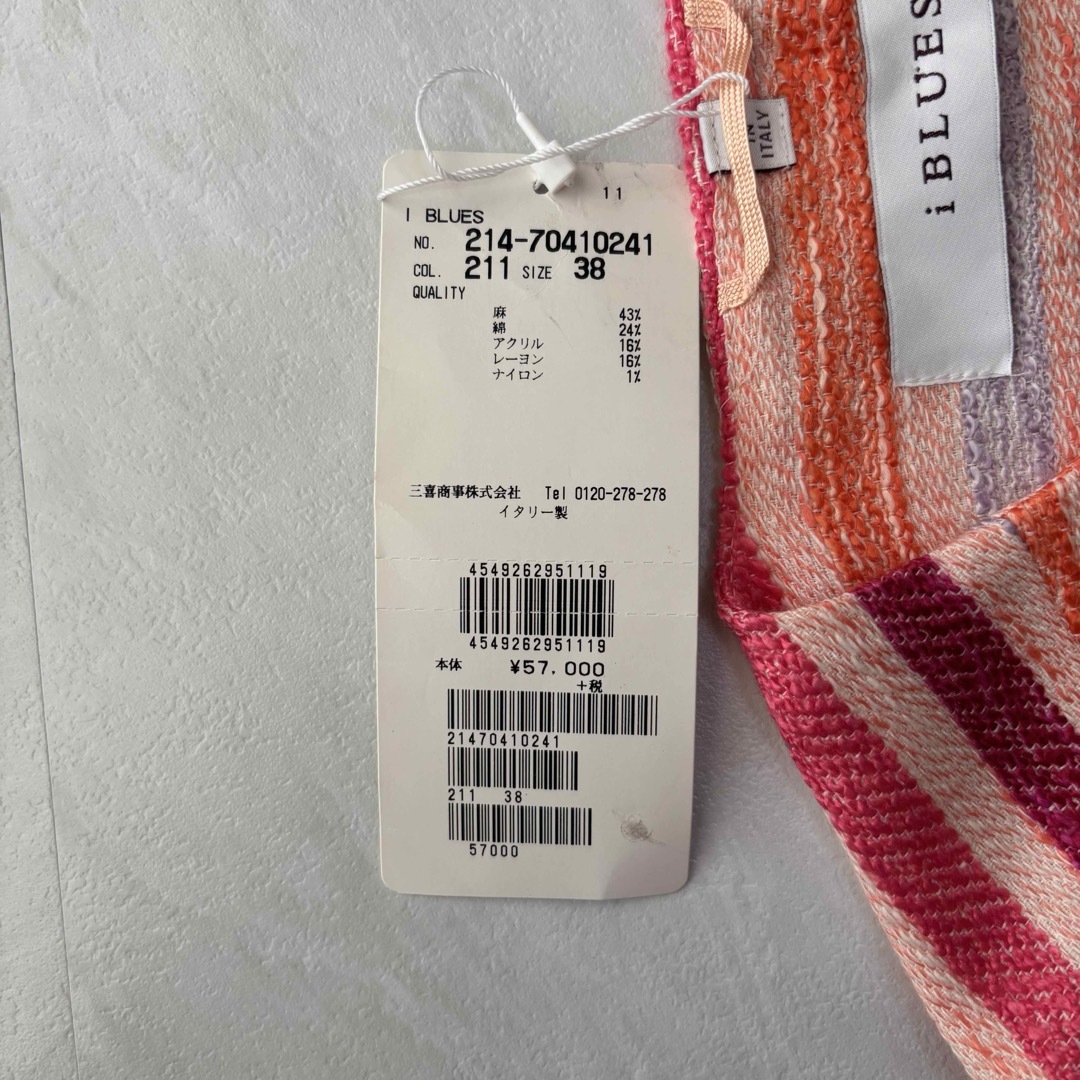 11
I BLUES
NO. 214-70410241
COL. 211 SIZE 38
QUALITY
麻 43%
綿 24%
アクリル 16%
レーヨン 16%
ナイロン 1%
三喜商事株式会社 Tel 0120-278-278
イタリー製
4549262951119
4549262951119
本体 ¥57,000
+税
21470410241
211 38
57000
IN
ITALY
i BLUES